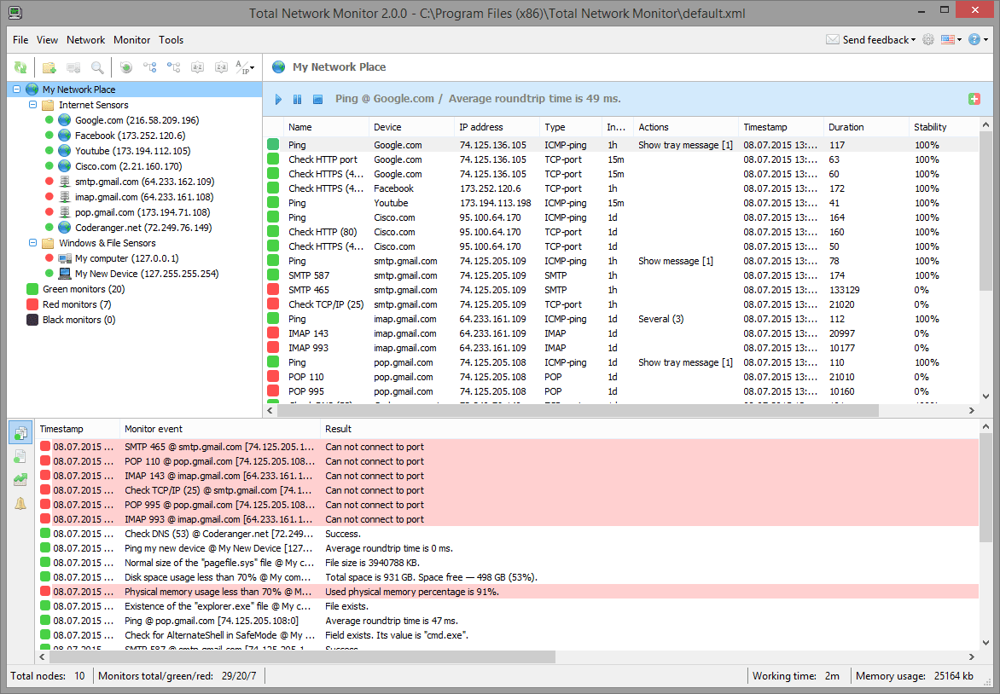 Total Network Monitor 2.0.0 - C:\Program Files (x86)\Total Network Monitor\default.xml
File View Network Monitor Tools Send feedback
A/IP
My Network Place
My Network Place
Internet Sensors
Google.com (216.58.209.196)
Facebook (173.252.120.6)
Youtube (173.194.112.105)
Cisco.com (2.21.160.170)
smtp.gmail.com (64.233.162.109)
imap.gmail.com (64.233.161.108)
pop.gmail.com (173.194.71.108)
Coderanger.net (72.249.76.149)
Windows & File Sensors
My computer (127.0.0.1)
My New Device (127.255.255.254)
Green monitors (20)
Red monitors (7)
Black monitors (0)
Ping @ Google.com / Average roundtrip time is 49 ms.
Name Device IP address Type In... Actions Timestamp Duration Stability
Ping Google.com 74.125.136.105 ICMP-ping 1h Show tray message [1] 08.07.2015 13:... 117 100%
Check HTTP port Google.com 74.125.136.105 TCP-port 15m 08.07.2015 13:... 63 100%
Check HTTPS (4... Google.com 74.125.136.105 TCP-port 15m 08.07.2015 13:... 60 100%
Check HTTPS (4... Facebook 173.252.120.6 TCP-port 1h 08.07.2015 13:... 172 100%
Ping Youtube 173.194.113.198 ICMP-ping 15m 08.07.2015 13:... 41 100%
Ping Cisco.com 95.100.64.170 ICMP-ping 1d 08.07.2015 13:... 164 100%
Check HTTP (80) Cisco.com 95.100.64.170 TCP-port 1d 08.07.2015 13:... 160 100%
Check HTTPS (4... Cisco.com 95.100.64.170 TCP-port 1d 08.07.2015 13:... 50 100%
Ping smtp.gmail.com 74.125.205.109 ICMP-ping 1h Show message [1] 08.07.2015 13:... 78 100%
SMTP 587 smtp.gmail.com 74.125.205.109 SMTP 1h 08.07.2015 13:... 174 100%
SMTP 465 smtp.gmail.com 74.125.205.109 SMTP 1h 08.07.2015 13:... 133129 0%
Check TCP/IP (25) smtp.gmail.com 74.125.205.109 TCP-port 1h 08.07.2015 13:... 21020 0%
Ping imap.gmail.com 64.233.161.109 ICMP-ping 1d Several (3) 08.07.2015 13:... 112 100%
IMAP 143 imap.gmail.com 64.233.161.109 IMAP 1d 08.07.2015 13:... 20997 0%
IMAP 993 imap.gmail.com 64.233.161.109 IMAP 1d 08.07.2015 13:... 10177 0%
Ping pop.gmail.com 74.125.205.108 ICMP-ping 1d Show tray message [1] 08.07.2015 13:... 110 100%
POP 110 pop.gmail.com 74.125.205.108 POP 1d 08.07.2015 13:... 21010 0%
POP 995 pop.gmail.com 74.125.205.108 POP 1d 08.07.2015 13:... 10160 0%
Timestamp Monitor event Result
08.07.2015 ... SMTP 465 @ smtp.gmail.com [74.125.205.1... Can not connect to port
08.07.2015 ... POP 110 @ pop.gmail.com [74.125.205.108... Can not connect to port
08.07.2015 ... IMAP 143 @ imap.gmail.com [64.233.161.1... Can not connect to port
08.07.2015 ... Check TCP/IP (25) @ smtp.gmail.com [74.1... Can not connect to port
08.07.2015 ... POP 995 @ pop.gmail.com [74.125.205.108... Can not connect to port
08.07.2015 ... IMAP 993 @ imap.gmail.com [64.233.161.1... Can not connect to port
08.07.2015 ... Check DNS (53) @ Coderanger.net [72.249... Success.
08.07.2015 ... Ping my new device @ My New Device [127... Average roundtrip time is 0 ms.
08.07.2015 ... Normal size of the "pagefile.sys" file @ My c... File size is 3940788 KB.
08.07.2015 ... Disk space usage less than 70% @ My com... Total space is 931 GB. Space free — 498 GB (53%).
08.07.2015 ... Physical memory usage less than 70% @ M... Used physical memory percentage is 91%.
08.07.2015 ... Existence of the "explorer.exe" file @ My c... File exists.
08.07.2015 ... Ping @ pop.gmail.com [74.125.205.108:0] Average roundtrip time is 47 ms.
08.07.2015 ... Check for AlternateShell in SafeMode @ My ... Field exists. Its value is "cmd.exe".
08.07.2015 ... SMTP 587 @ smtp.gmail.com [74.125.205.1... Success.
Total nodes: 10 Monitors total/green/red: 29/20/7 Working time: 2m Memory usage: 25164 kb